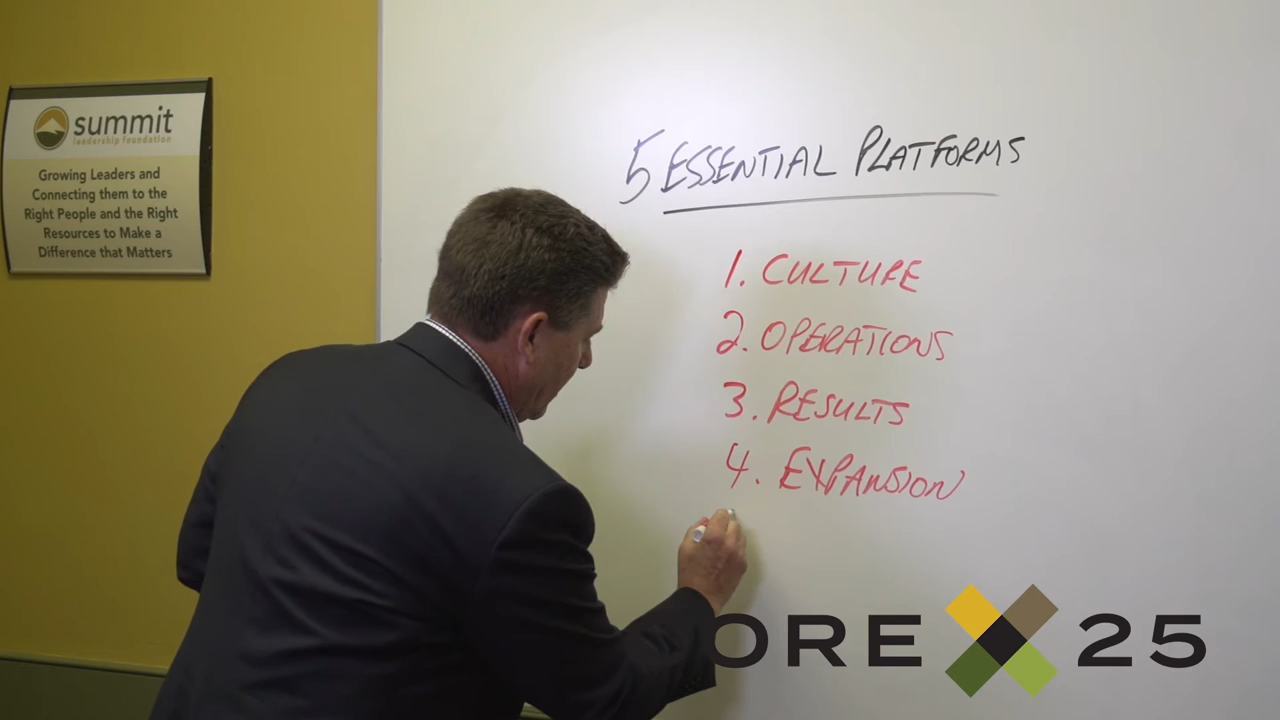 summit
leadership foundation
Growing Leaders and
Connecting them to the
Right People and the Right
Resources to Make a
Difference that Matters
5 ESSENTIAL PLATFORMS
1. CULTURE
2. OPERATIONS
3. RESULTS
4. EXPANSION
ORE 25